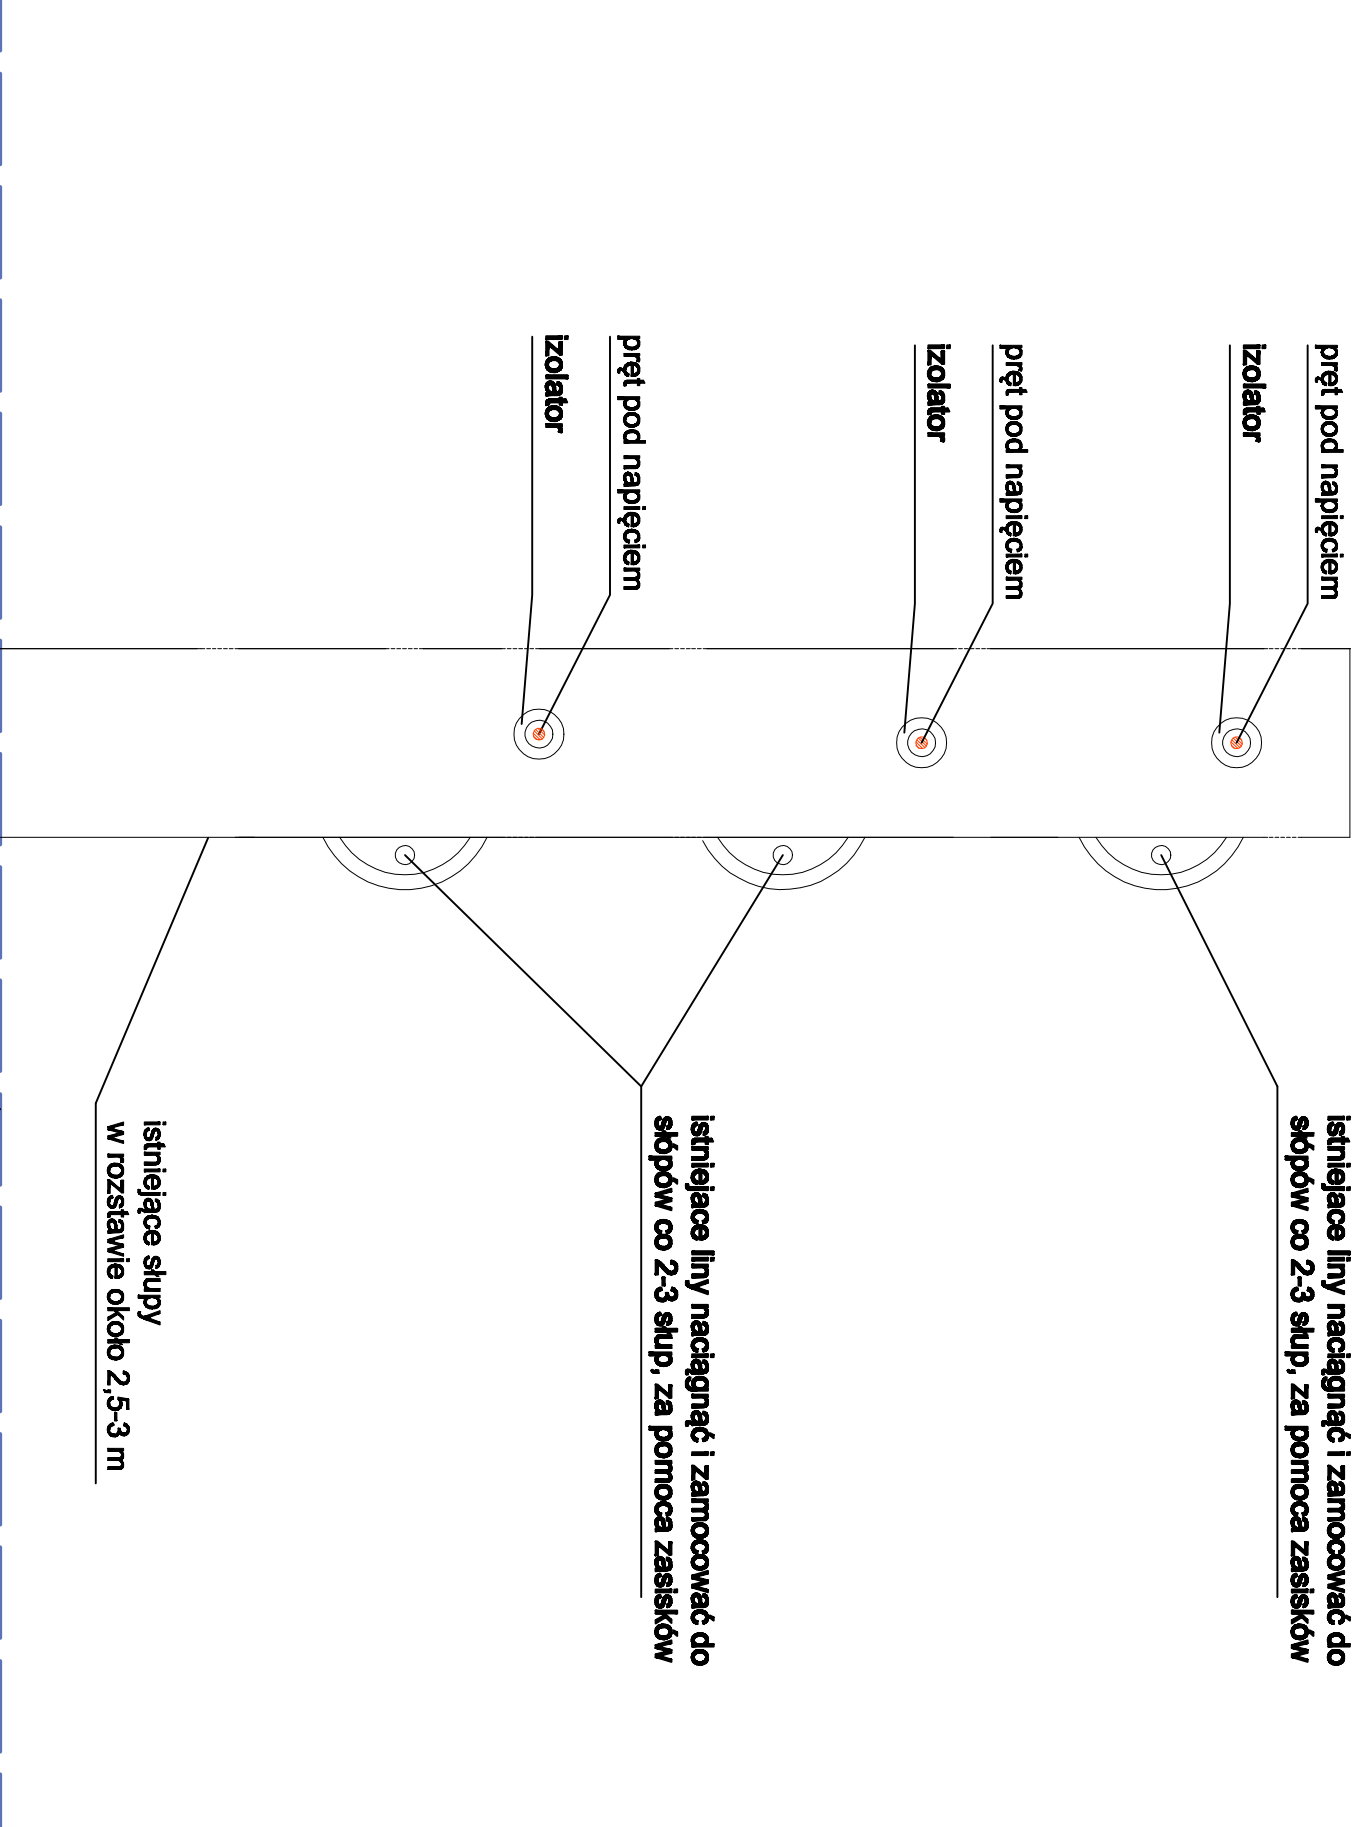 pręt pod napięciem
izolator
istniejace liny naciągnąć i zamocować do
słópów co 2-3 słup, za pomoca zasisków
pręt pod napięciem
izolator
istniejace liny naciągnąć i zamocować do
słópów co 2-3 słup, za pomoca zasisków
pręt pod napięciem
izolator
istniejące słupy
w rozstawie około 2,5-3 m